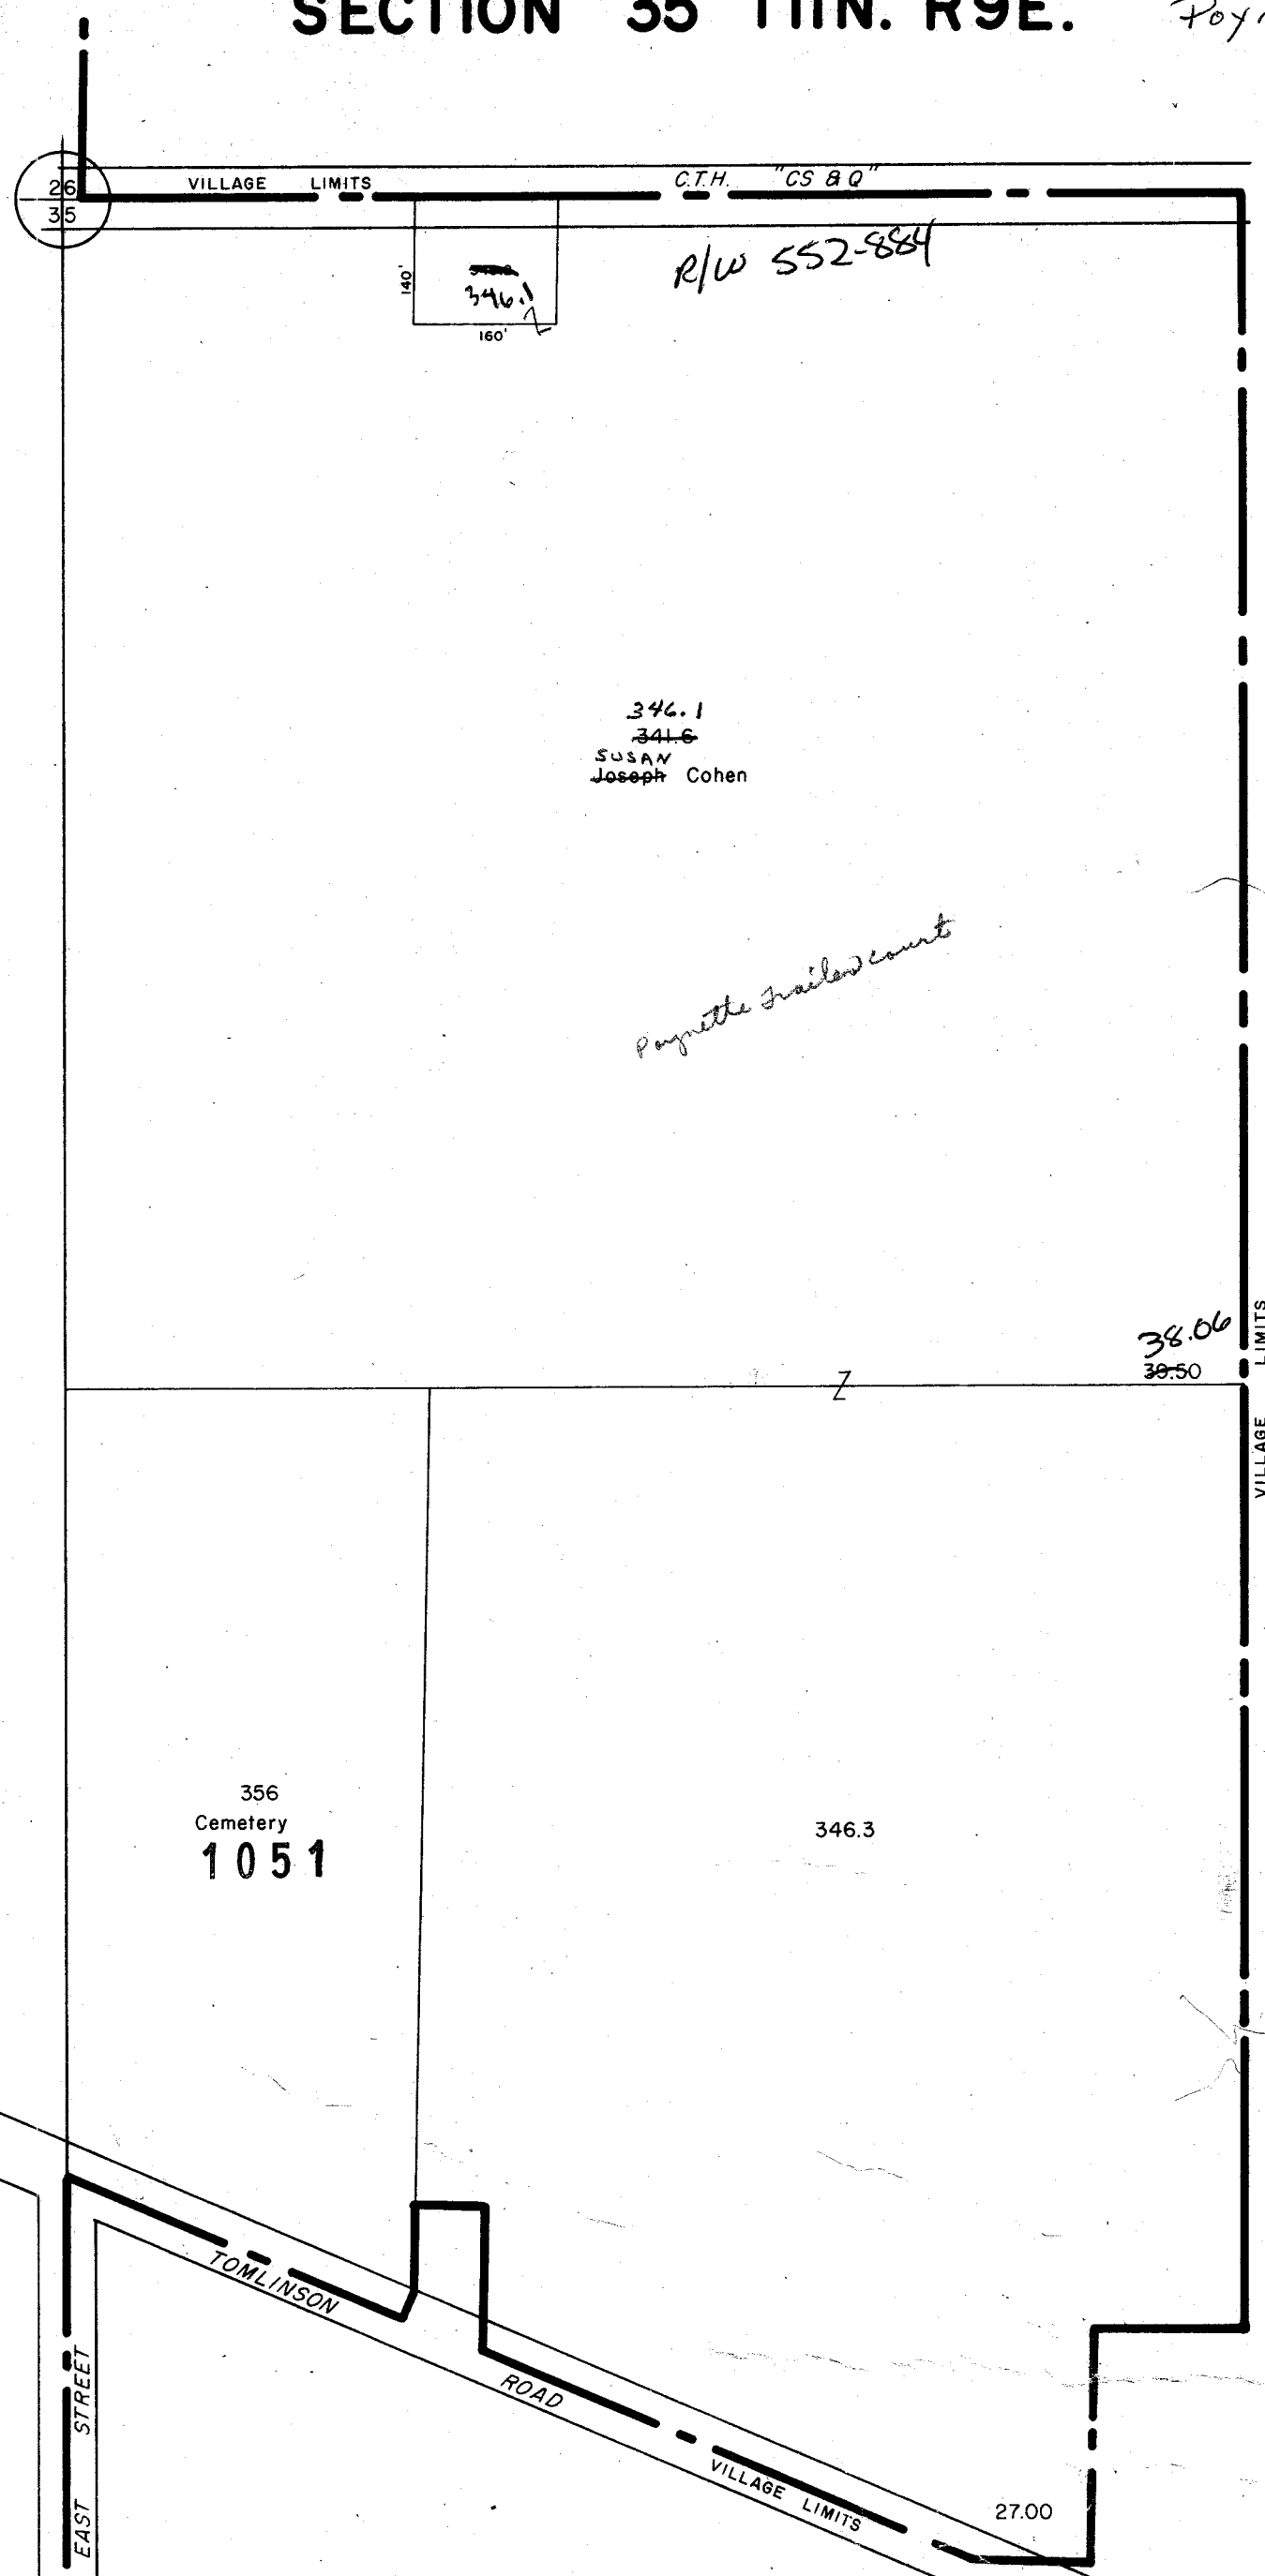 SECTION 35 T11N. R9E.
26
35
VILLAGE LIMITS
C.T.H. "CS & Q"
R/W 552-884
140'
346.1
160'
346.1
341.6
SUSAN
Joseph Cohen
Poynette Trailer court
38.06
39.50
VILLAGE LIMITS
356
Cemetery
1051
346.3
TOMLINSON
ROAD
EAST STREET
VILLAGE LIMITS
27.00